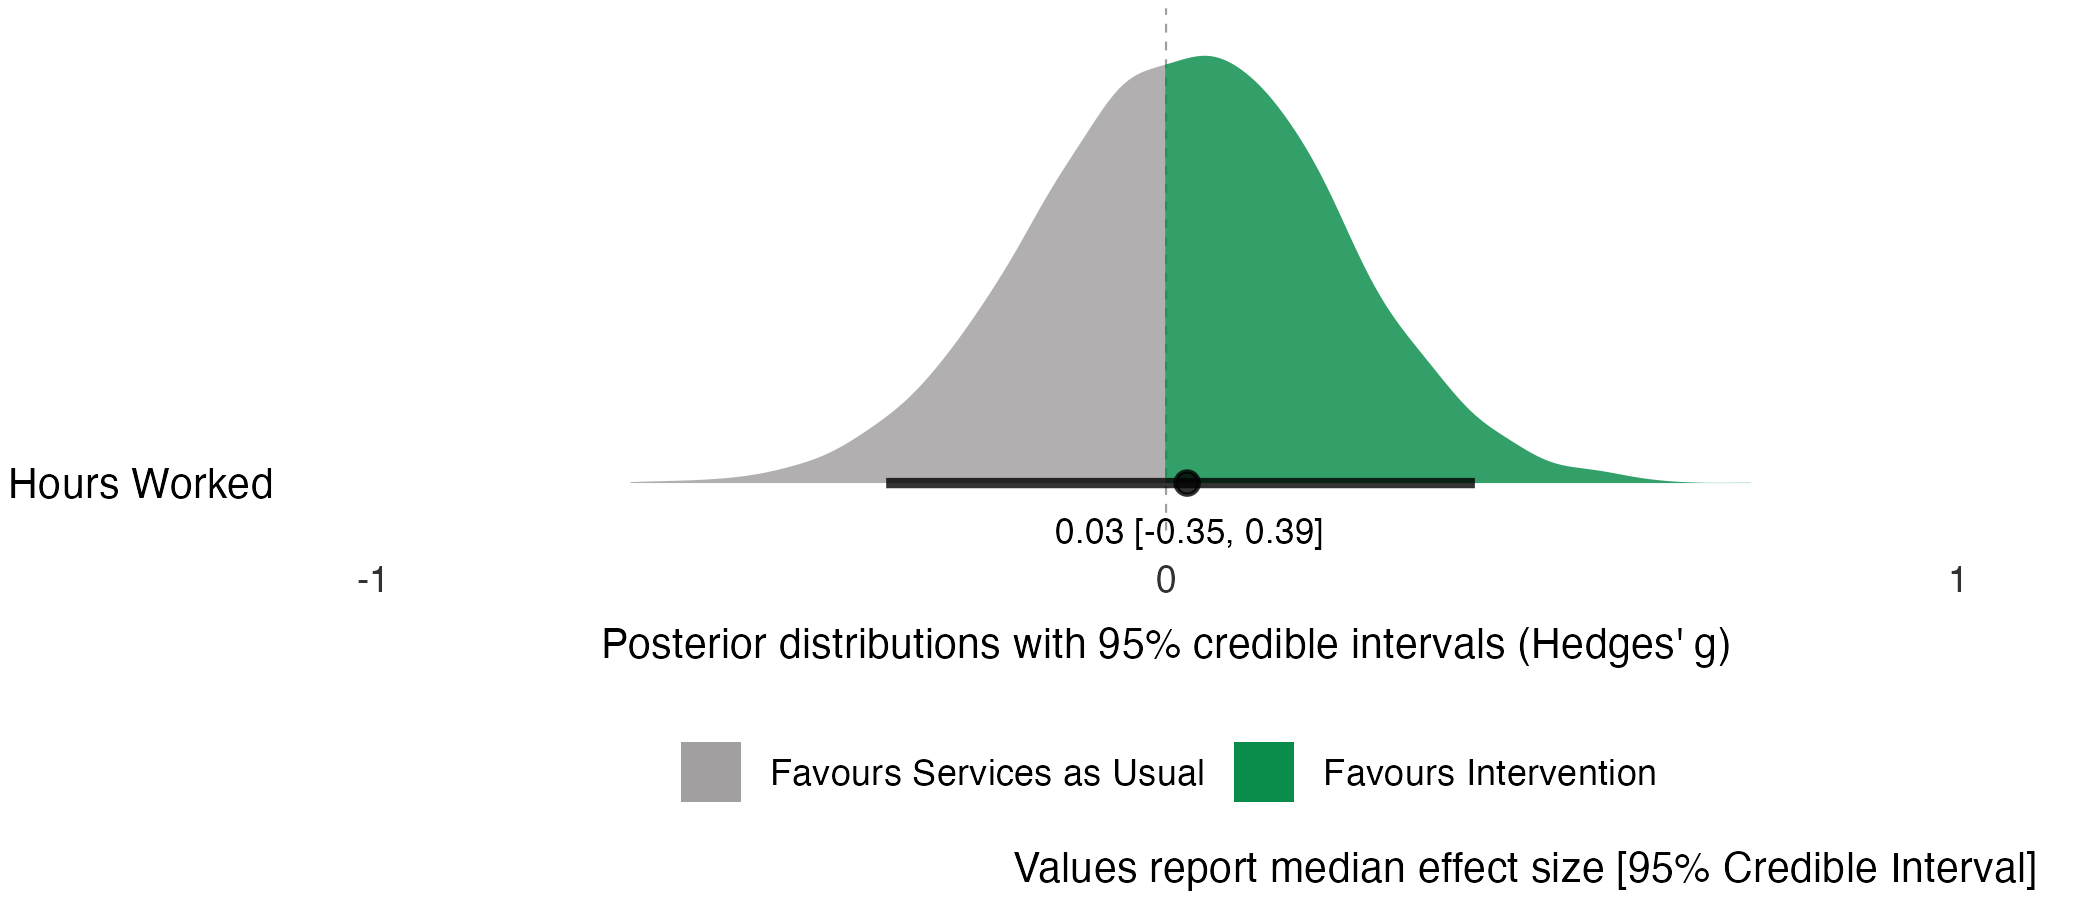 Hours Worked
0.03 [-0.35, 0.39]
-1 0 1
Posterior distributions with 95% credible intervals (Hedges' g)
Favours Services as Usual Favours Intervention
Values report median effect size [95% Credible Interval]